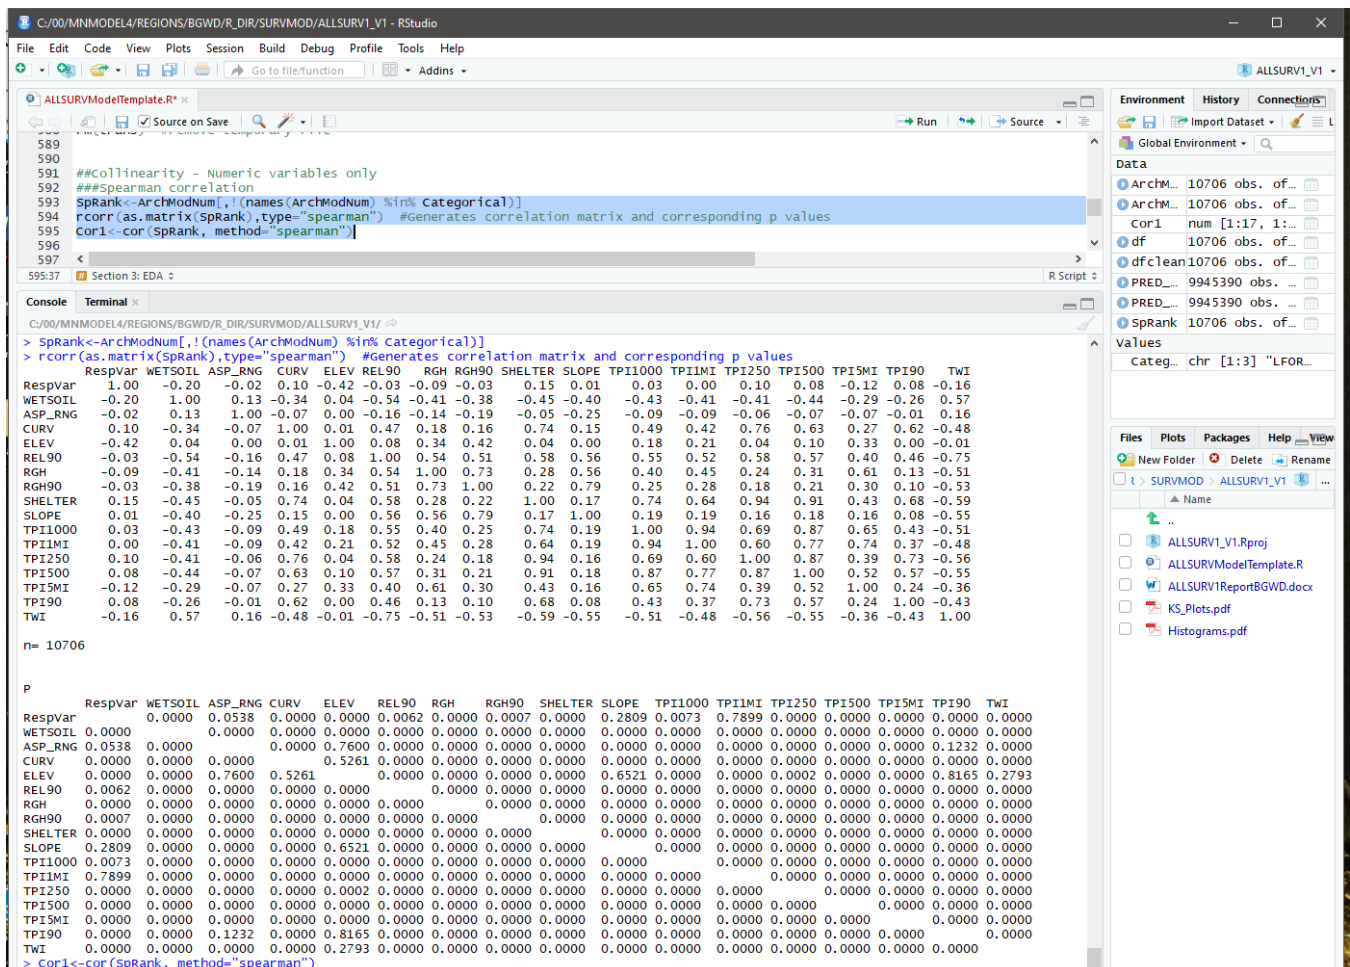 C:/00/MNMODEL4/REGIONS/BGWD/R_DIR/SURVMOD/ALLSURV1_V1 - RStudio
File Edit Code View Plots Session Build Debug Profile Tools Help
Go to file/function Addins ALLSURV1_V1
ALLSURVModelTemplate.R*
Source on Save Run Source
589
590
591 ##Collinearity - Numeric variables only
592 ###Spearman correlation
593 SpRank<-ArchModNum[,!(names(ArchModNum) %in% Categorical)]
594 rcorr(as.matrix(SpRank),type="spearman") #Generates correlation matrix and corresponding p values
595 Cor1<-cor(SpRank, method="spearman")
596
597
595:37 Section 3: EDA R Script
Console Terminal
C:/00/MNMODEL4/REGIONS/BGWD/R_DIR/SURVMOD/ALLSURV1_V1/
> SpRank<-ArchModNum[,!(names(ArchModNum) %in% Categorical)]
> rcorr(as.matrix(SpRank),type="spearman") #Generates correlation matrix and corresponding p values
RespVar WETSOIL ASP_RNG CURV ELEV REL90 RGH RGH90 SHELTER SLOPE TPI1000 TPI1MI TPI250 TPI500 TPI5MI TPI90 TWI
RespVar 1.00 -0.20 -0.02 0.10 -0.42 -0.03 -0.09 -0.03 0.15 0.01 0.03 0.00 0.10 0.08 -0.12 0.08 -0.16
WETSOIL -0.20 1.00 0.13 -0.34 0.04 -0.54 -0.41 -0.38 -0.45 -0.40 -0.43 -0.41 -0.41 -0.44 -0.29 -0.26 0.57
ASP_RNG -0.02 0.13 1.00 -0.07 0.00 -0.16 -0.14 -0.19 -0.05 -0.25 -0.09 -0.09 -0.06 -0.07 -0.07 -0.01 0.16
CURV 0.10 -0.34 -0.07 1.00 0.01 0.47 0.18 0.16 0.74 0.15 0.49 0.42 0.76 0.63 0.27 0.62 -0.48
ELEV -0.42 0.04 0.00 0.01 1.00 0.08 0.34 0.42 0.04 0.00 0.18 0.21 0.04 0.10 0.33 0.00 -0.01
REL90 -0.03 -0.54 -0.16 0.47 0.08 1.00 0.54 0.51 0.58 0.56 0.55 0.52 0.58 0.57 0.40 0.46 -0.75
RGH -0.09 -0.41 -0.14 0.18 0.34 0.54 1.00 0.73 0.28 0.56 0.40 0.45 0.24 0.31 0.61 0.13 -0.51
RGH90 -0.03 -0.38 -0.19 0.16 0.42 0.51 0.73 1.00 0.22 0.79 0.25 0.28 0.18 0.21 0.30 0.10 -0.53
SHELTER 0.15 -0.45 -0.05 0.74 0.04 0.58 0.28 0.22 1.00 0.17 0.74 0.64 0.94 0.91 0.43 0.68 -0.59
SLOPE 0.01 -0.40 -0.25 0.15 0.00 0.56 0.56 0.79 0.17 1.00 0.19 0.19 0.16 0.18 0.16 0.08 -0.55
TPI1000 0.03 -0.43 -0.09 0.49 0.18 0.55 0.40 0.25 0.74 0.19 1.00 0.94 0.69 0.87 0.65 0.43 -0.51
TPI1MI 0.00 -0.41 -0.09 0.42 0.21 0.52 0.45 0.28 0.64 0.19 0.94 1.00 0.60 0.77 0.74 0.37 -0.48
TPI250 0.10 -0.41 -0.06 0.76 0.04 0.58 0.24 0.18 0.94 0.16 0.69 0.60 1.00 0.87 0.39 0.73 -0.56
TPI500 0.08 -0.44 -0.07 0.63 0.10 0.57 0.31 0.21 0.91 0.18 0.87 0.77 0.87 1.00 0.52 0.57 -0.55
TPI5MI -0.12 -0.29 -0.07 0.27 0.33 0.40 0.61 0.30 0.43 0.16 0.65 0.74 0.39 0.52 1.00 0.24 -0.36
TPI90 0.08 -0.26 -0.01 0.62 0.00 0.46 0.13 0.10 0.68 0.08 0.43 0.37 0.73 0.57 0.24 1.00 -0.43
TWI -0.16 0.57 0.16 -0.48 -0.01 -0.75 -0.51 -0.53 -0.59 -0.55 -0.51 -0.48 -0.56 -0.55 -0.36 -0.43 1.00
n= 10706
P
RespVar WETSOIL ASP_RNG CURV ELEV REL90 RGH RGH90 SHELTER SLOPE TPI1000 TPI1MI TPI250 TPI500 TPI5MI TPI90 TWI
RespVar 0.0000 0.0538 0.0000 0.0000 0.0062 0.0000 0.0007 0.0000 0.2809 0.0073 0.7899 0.0000 0.0000 0.0000 0.0000 0.0000
WETSOIL 0.0000 0.0000 0.0000 0.0000 0.0000 0.0000 0.0000 0.0000 0.0000 0.0000 0.0000 0.0000 0.0000 0.0000 0.0000 0.0000
ASP_RNG 0.0538 0.0000 0.0000 0.7600 0.0000 0.0000 0.0000 0.0000 0.0000 0.0000 0.0000 0.0000 0.0000 0.0000 0.1232 0.0000
CURV 0.0000 0.0000 0.0000 0.5261 0.0000 0.0000 0.0000 0.0000 0.0000 0.0000 0.0000 0.0000 0.0000 0.0000 0.0000 0.0000
ELEV 0.0000 0.0000 0.7600 0.5261 0.0000 0.0000 0.0000 0.0000 0.6521 0.0000 0.0000 0.0002 0.0000 0.0000 0.8165 0.2793
REL90 0.0062 0.0000 0.0000 0.0000 0.0000 0.0000 0.0000 0.0000 0.0000 0.0000 0.0000 0.0000 0.0000 0.0000 0.0000 0.0000
RGH 0.0000 0.0000 0.0000 0.0000 0.0000 0.0000 0.0000 0.0000 0.0000 0.0000 0.0000 0.0000 0.0000 0.0000 0.0000 0.0000
RGH90 0.0007 0.0000 0.0000 0.0000 0.0000 0.0000 0.0000 0.0000 0.0000 0.0000 0.0000 0.0000 0.0000 0.0000 0.0000 0.0000
SHELTER 0.0000 0.0000 0.0000 0.0000 0.0000 0.0000 0.0000 0.0000 0.0000 0.0000 0.0000 0.0000 0.0000 0.0000 0.0000 0.0000
SLOPE 0.2809 0.0000 0.0000 0.0000 0.6521 0.0000 0.0000 0.0000 0.0000 0.0000 0.0000 0.0000 0.0000 0.0000 0.0000 0.0000
TPI1000 0.0073 0.0000 0.0000 0.0000 0.0000 0.0000 0.0000 0.0000 0.0000 0.0000 0.0000 0.0000 0.0000 0.0000 0.0000 0.0000
TPI1MI 0.7899 0.0000 0.0000 0.0000 0.0000 0.0000 0.0000 0.0000 0.0000 0.0000 0.0000 0.0000 0.0000 0.0000 0.0000 0.0000
TPI250 0.0000 0.0000 0.0000 0.0000 0.0002 0.0000 0.0000 0.0000 0.0000 0.0000 0.0000 0.0000 0.0000 0.0000 0.0000 0.0000
TPI500 0.0000 0.0000 0.0000 0.0000 0.0000 0.0000 0.0000 0.0000 0.0000 0.0000 0.0000 0.0000 0.0000 0.0000 0.0000 0.0000
TPI5MI 0.0000 0.0000 0.0000 0.0000 0.0000 0.0000 0.0000 0.0000 0.0000 0.0000 0.0000 0.0000 0.0000 0.0000 0.0000 0.0000
TPI90 0.0000 0.0000 0.1232 0.0000 0.8165 0.0000 0.0000 0.0000 0.0000 0.0000 0.0000 0.0000 0.0000 0.0000 0.0000 0.0000
TWI 0.0000 0.0000 0.0000 0.0000 0.2793 0.0000 0.0000 0.0000 0.0000 0.0000 0.0000 0.0000 0.0000 0.0000 0.0000 0.0000
> Cor1<-cor(SpRank, method="spearman")
Environment History Connections
Import Dataset L
Global Environment
Data
ArchM… 10706 obs. of…
ArchM… 10706 obs. of…
Cor1 num [1:17, 1:…
df 10706 obs. of…
dfclean 10706 obs. of…
PRED_… 9945390 obs. …
PRED_… 9945390 obs. …
SpRank 10706 obs. of…
Values
Categ… chr [1:3] "LFOR…
Files Plots Packages Help View
New Folder Delete Rename
SURVMOD ALLSURV1_V1 ...
Name
..
ALLSURV1_V1.Rproj
ALLSURVModelTemplate.R
ALLSURV1ReportBGWD.docx
KS_Plots.pdf
Histograms.pdf